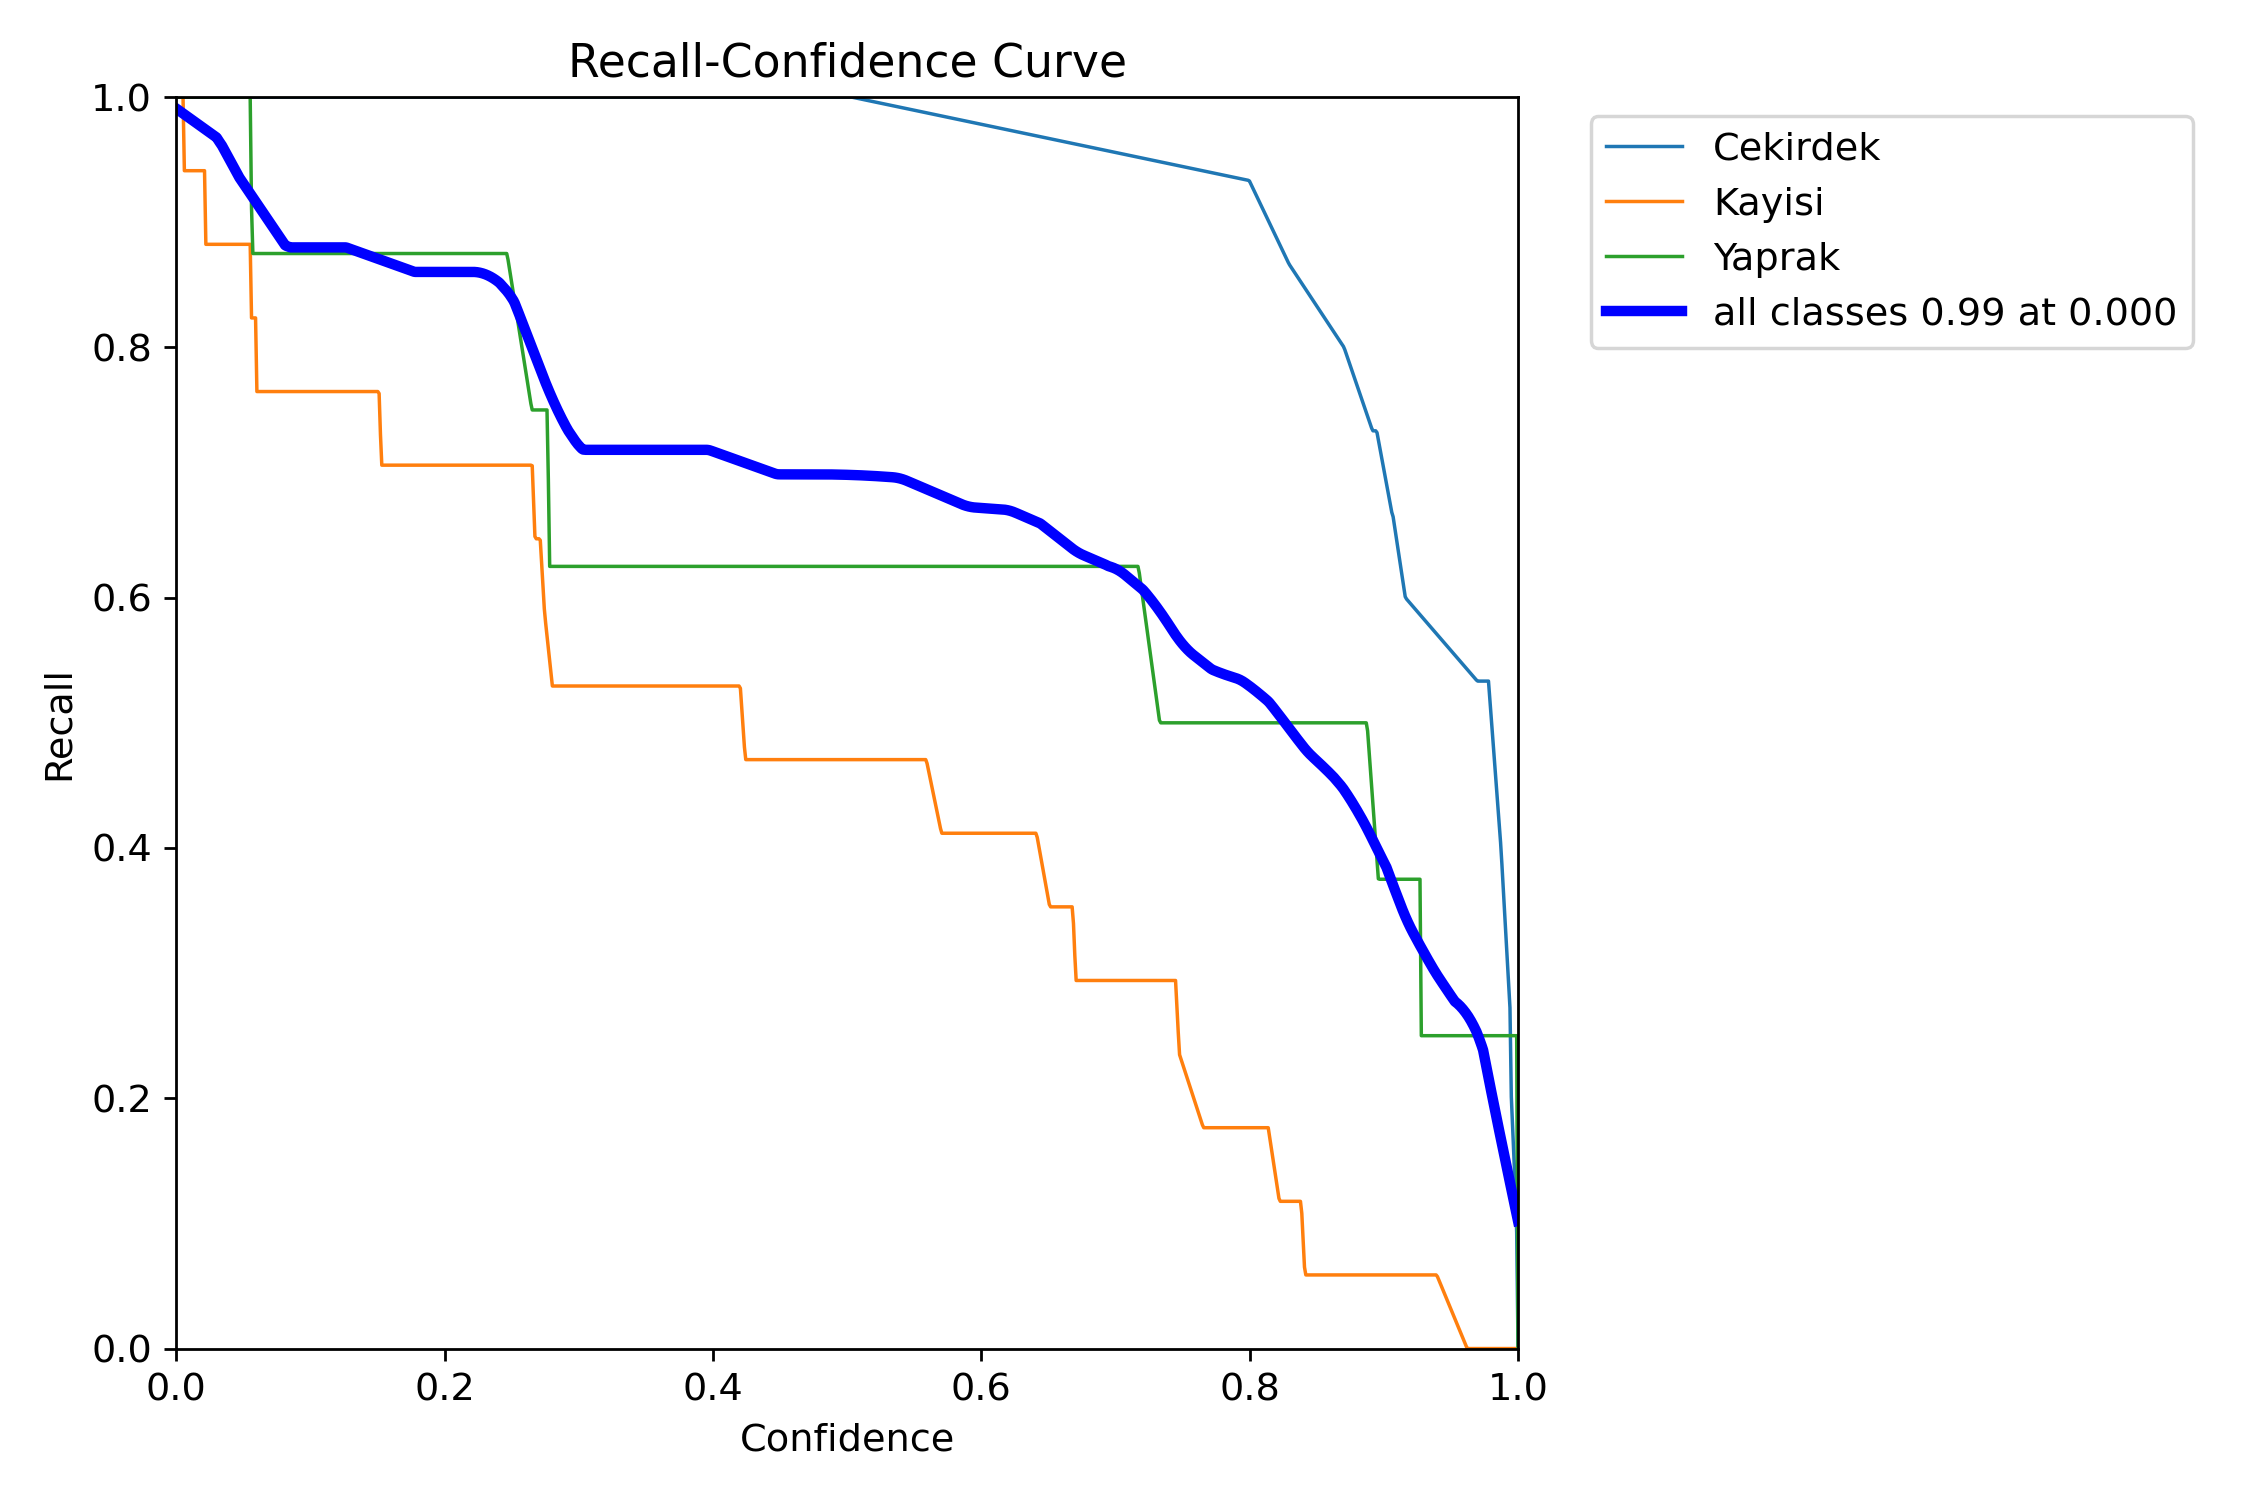 Recall-Confidence Curve
1.0
0.8
0.6
0.4
0.2
0.0
Recall
0.0 0.2 0.4 0.6 0.8 1.0
Confidence
Cekirdek
Kayisi
Yaprak
all classes 0.99 at 0.000